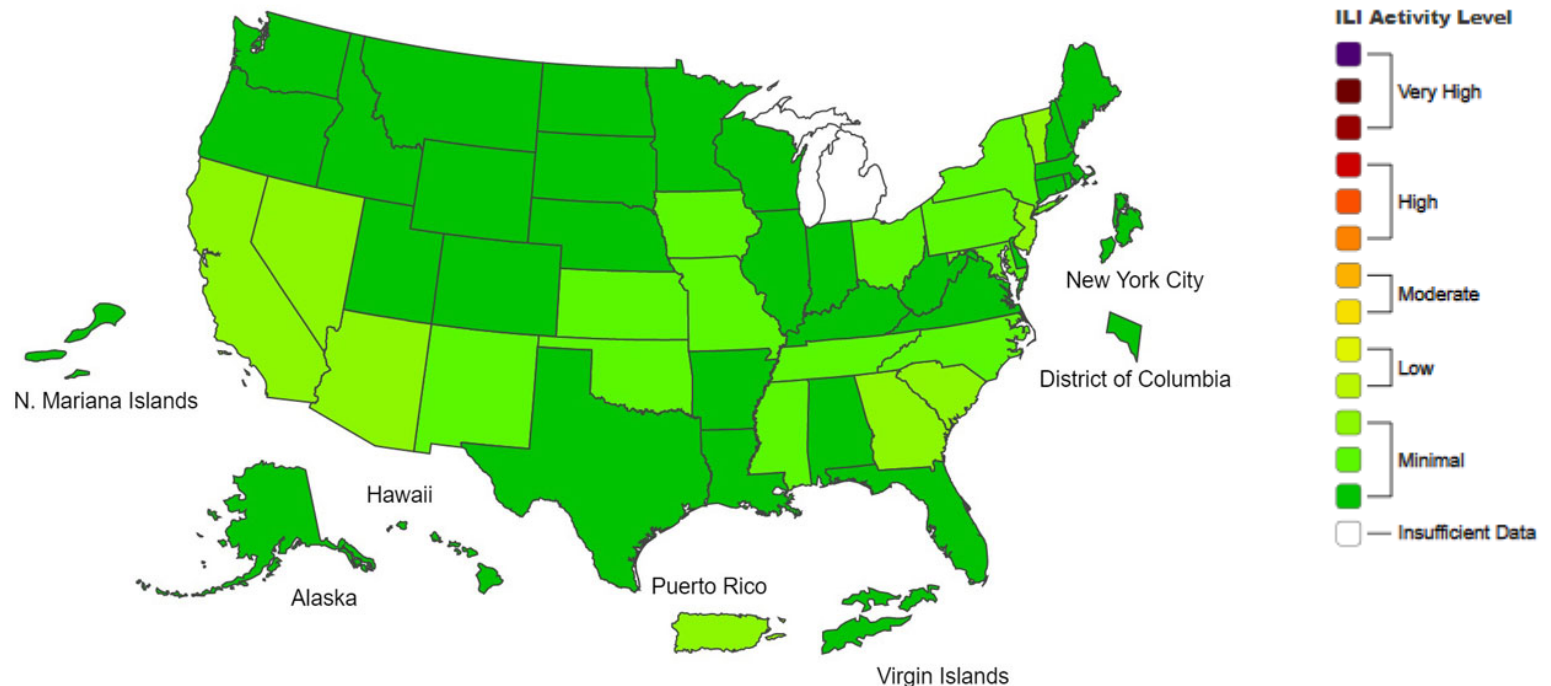 ILI Activity Level
Very High
High
Moderate
Low
Minimal
Insufficient Data
New York City
District of Columbia
N. Mariana Islands
Hawaii
Alaska
Puerto Rico
Virgin Islands